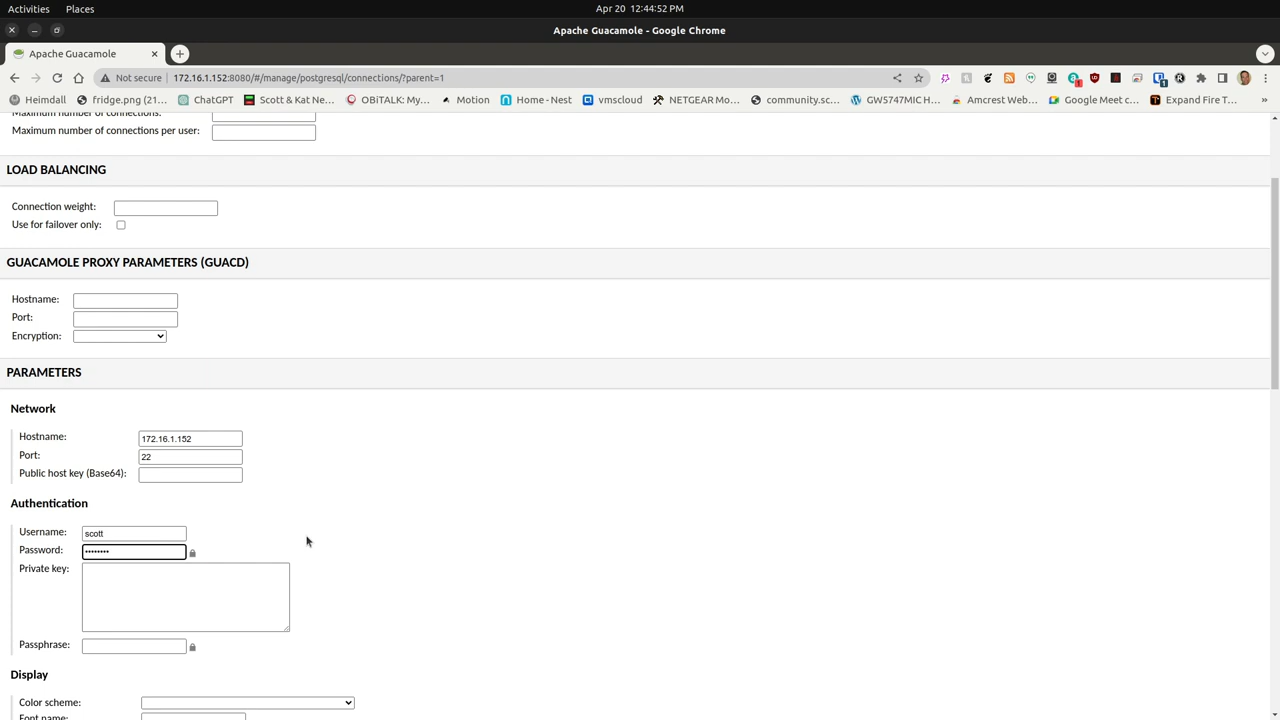 Activities Places Apr 20 12:44:52 PM
Apache Guacamole - Google Chrome
Apache Guacamole
Not secure 172.16.1.152:8080/#/manage/postgresql/connections/?parent=1
Heimdall fridge.png (21... ChatGPT Scott & Kat Ne... OBiTALK: My... Motion Home - Nest vmscloud NETGEAR Mo... community.sc... GW5747MIC H... Amcrest Web... Google Meet c... Expand Fire T... »
Maximum number of connections:
Maximum number of connections per user:
LOAD BALANCING
Connection weight:
Use for failover only:
GUACAMOLE PROXY PARAMETERS (GUACD)
Hostname:
Port:
Encryption:
PARAMETERS
Network
Hostname: 172.16.1.152
Port: 22
Public host key (Base64):
Authentication
Username: scott
Password: ••••••••
Private key:
Passphrase:
Display
Color scheme:
Font name: